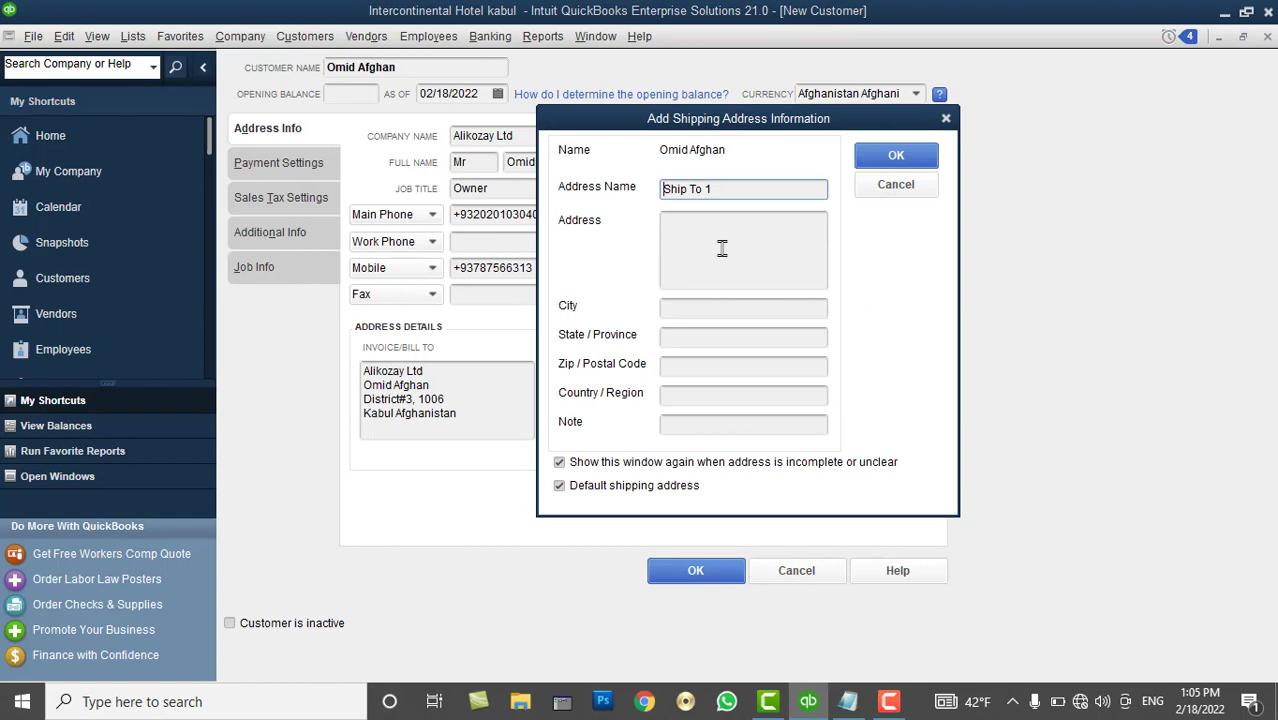 Intercontinental Hotel kabul - Intuit QuickBooks Enterprise Solutions 21.0 - [New Customer]
File Edit View Lists Favorites Company Customers Vendors Employees Banking Reports Window Help
4
Search Company or Help
My Shortcuts
Home
My Company
Calendar
Snapshots
Customers
Vendors
Employees
My Shortcuts
View Balances
Run Favorite Reports
Open Windows
Do More With QuickBooks
Get Free Workers Comp Quote
Order Labor Law Posters
Order Checks & Supplies
Promote Your Business
Finance with Confidence
CUSTOMER NAME Omid Afghan
OPENING BALANCE AS OF 02/18/2022 How do I determine the opening balance? CURRENCY Afghanistan Afghani ?
Address Info
Payment Settings
Sales Tax Settings
Additional Info
Job Info
COMPANY NAME Alikozay Ltd
FULL NAME Mr Omid
JOB TITLE Owner
Main Phone +932020103040
Work Phone
Mobile +93787566313
Fax
ADDRESS DETAILS
INVOICE/BILL TO
Alikozay Ltd
Omid Afghan
District#3, 1006
Kabul Afghanistan
OK Cancel Help
Customer is inactive
Add Shipping Address Information
Name Omid Afghan
Address Name Ship To 1
Address
City
State / Province
Zip / Postal Code
Country / Region
Note
OK
Cancel
Show this window again when address is incomplete or unclear
Default shipping address
Type here to search
Ps
qb
42°F
ENG
1:05 PM
2/18/2022
1